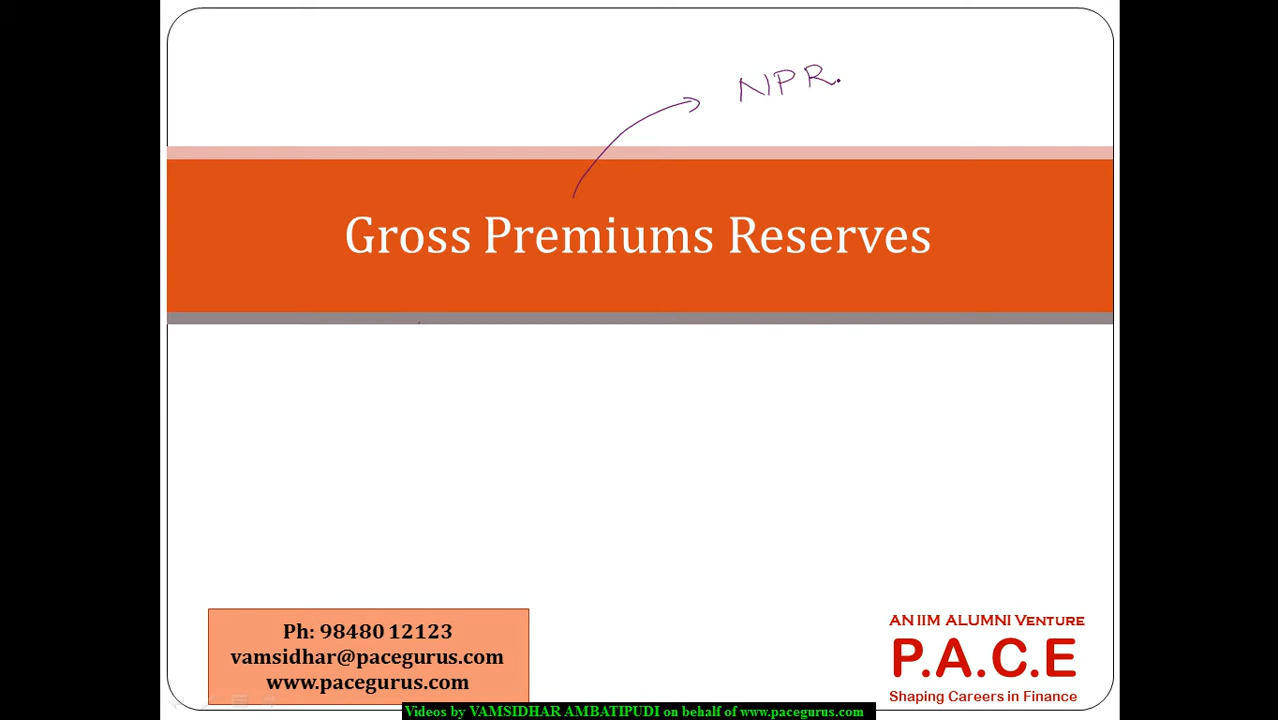 NPR.
Gross Premiums Reserves
Ph: 98480 12123
vamsidhar@pacegurus.com
www.pacegurus.com
AN IIM ALUMNI VENTURE
P.A.C.E
Shaping Careers in Finance
Videos by VAMSIDHAR AMBATIPUDI on behalf of www.pacegurus.com